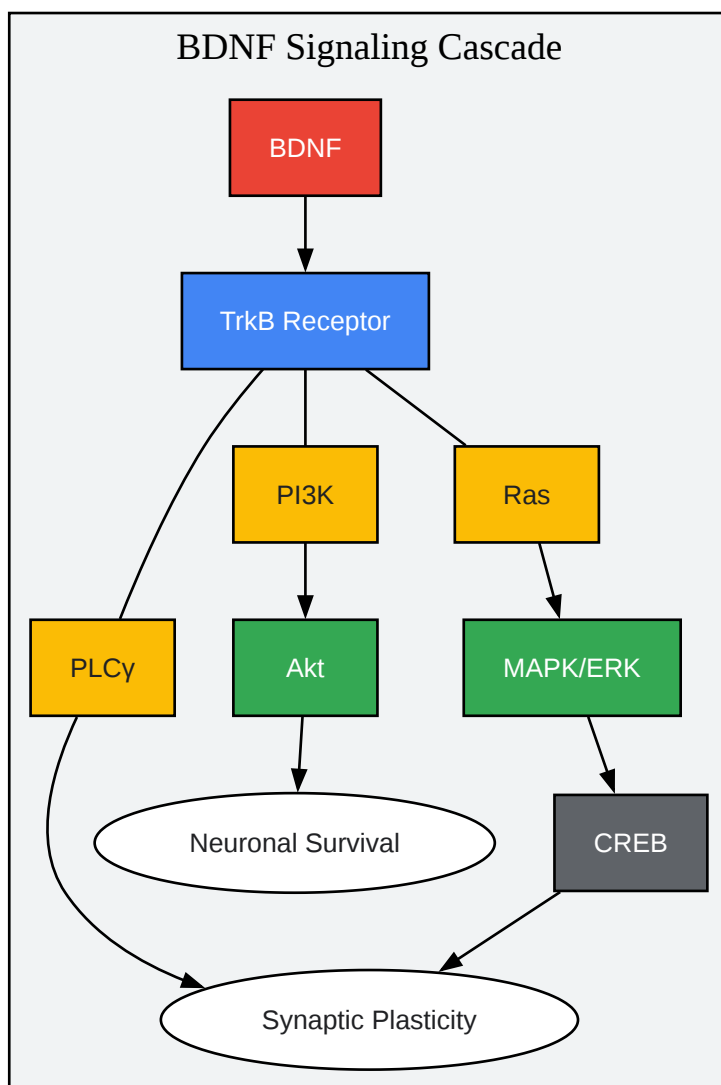 BDNF Signaling Cascade
BDNF
TrkB Receptor
PI3K
Ras
PLCγ
Akt
MAPK/ERK
Neuronal Survival
CREB
Synaptic Plasticity